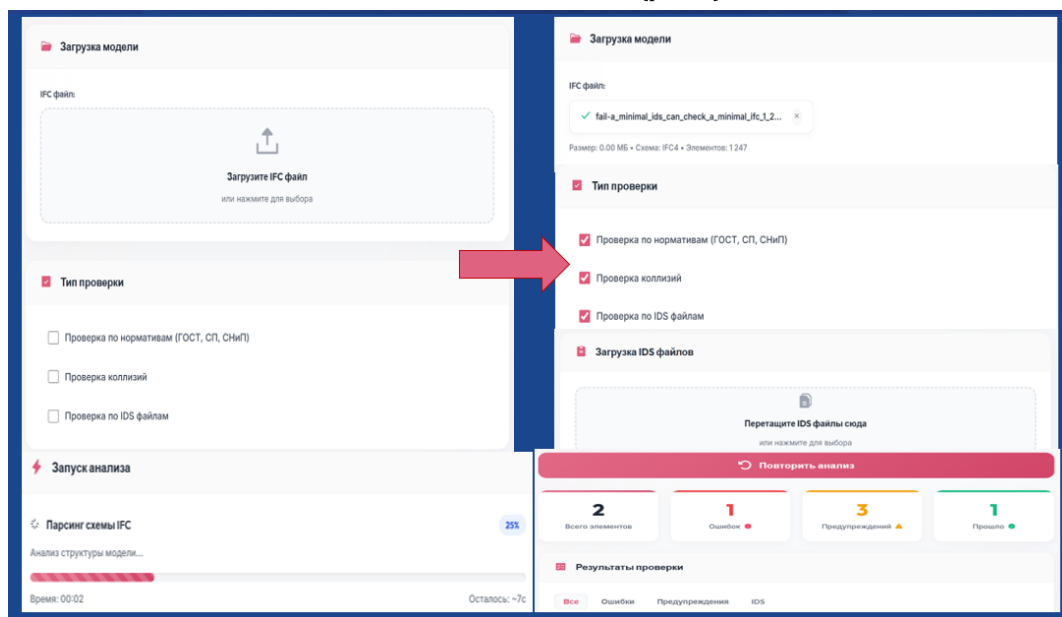 Загрузка модели
IFC файл:
Загрузите IFC файл
или нажмите для выбора
Тип проверки
Проверка по нормативам (ГОСТ, СП, СНиП)
Проверка коллизий
Проверка по IDS файлам
Запуск анализа
Парсинг схемы IFC
25%
Анализ структуры модели...
Время: 00:02
Осталось: ~7с
Загрузка модели
IFC файл:
fail-a_minimal_ids_can_check_a_minimal_ifc_1_2...
Размер: 0.00 МБ • Схема: IFC4 • Элементов: 1 247
Тип проверки
Проверка по нормативам (ГОСТ, СП, СНиП)
Проверка коллизий
Проверка по IDS файлам
Загрузка IDS файлов
Перетащите IDS файлы сюда
или нажмите для выбора
Повторить анализ
2
Всего элементов
1
Ошибок
3
Предупреждений
1
Прошло
Результаты проверки
Все Ошибки Предупреждения IDS